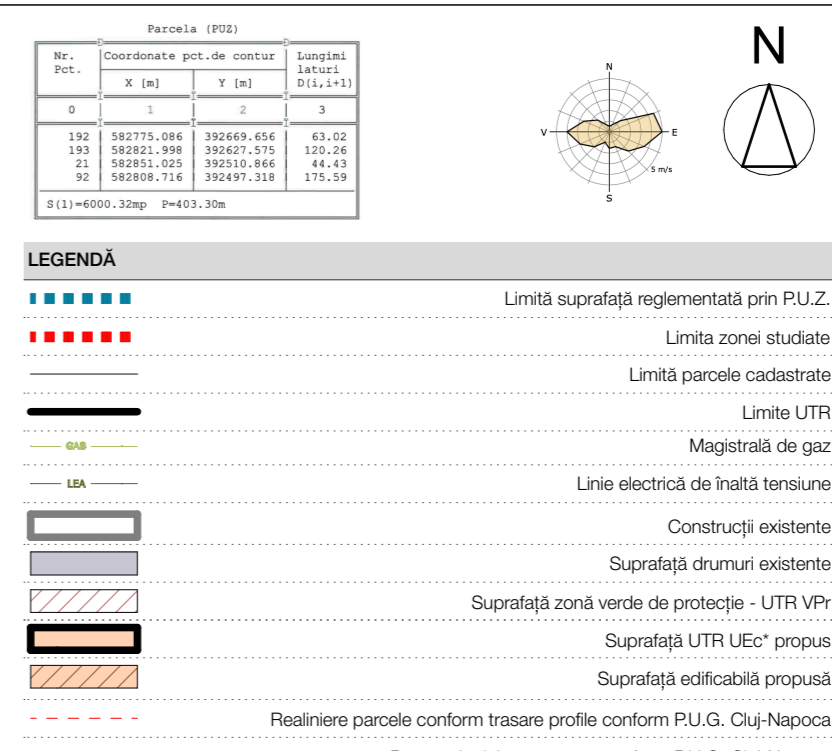 Parcela (PUZ)
Nr. Pct. Coordonate pct.de contur Lungimi laturi D(i,i+1)
X [m] Y [m]
0 1 2 3
192 582775.086 392669.656 63.02
193 582821.998 392627.575 120.26
21 582851.025 392510.866 44.43
92 582808.716 392497.318 175.59
S(1)=6000.32mp P=403.30m
N
V E
5 m/s
S
N
LEGENDĂ
Limită suprafață reglementată prin P.U.Z.
Limita zonei studiate
Limită parcele cadastrate
Limite UTR
GAS Magistrală de gaz
LEA Linie electrică de înaltă tensiune
Construcții existente
Suprafață drumuri existente
Suprafață zonă verde de protecție - UTR VPr
Suprafață UTR UEc* propus
Suprafață edificabilă propusă
Realiniere parcele conform trasare profile conform P.U.G. Cluj-Napoca